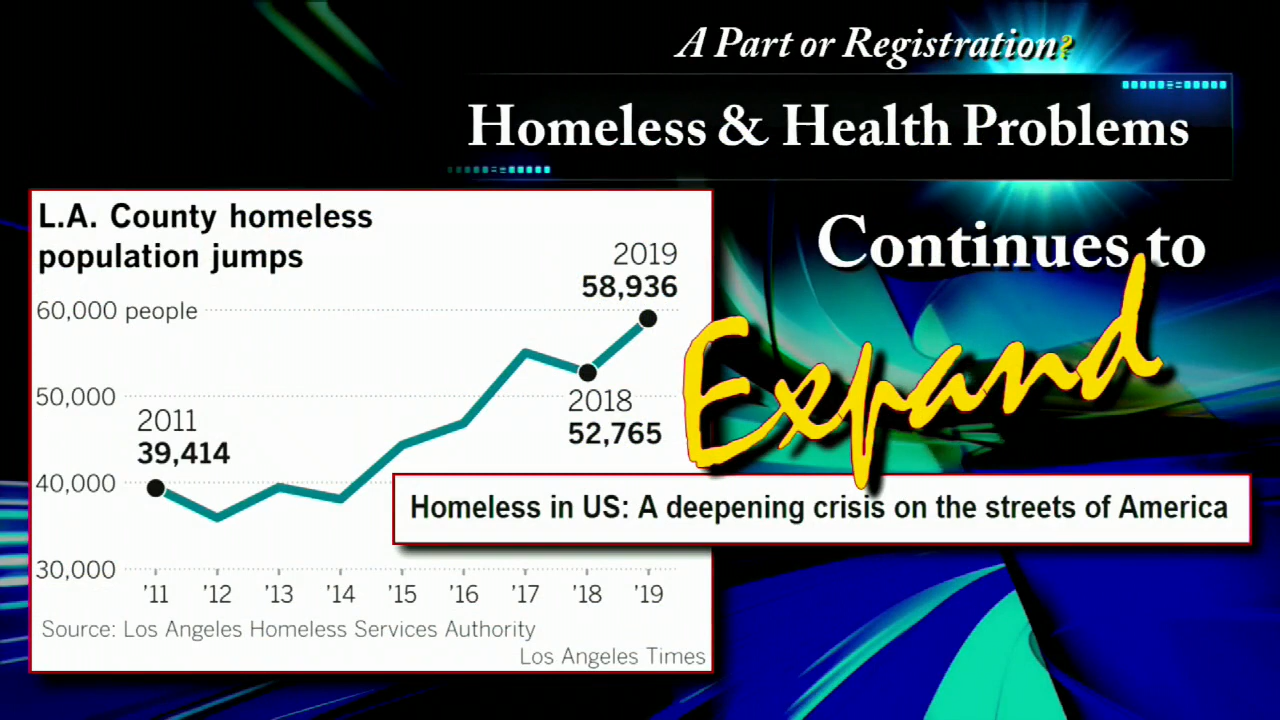 A Part or Registration?
Homeless & Health Problems
Continues to
Expand
L.A. County homeless
population jumps
2019
58,936
60,000 people
50,000
2018
52,765
2011
39,414
40,000
Homeless in US: A deepening crisis on the streets of America
30,000
'11 '12 '13 '14 '15 '16 '17 '18 '19
Source: Los Angeles Homeless Services Authority
Los Angeles Times